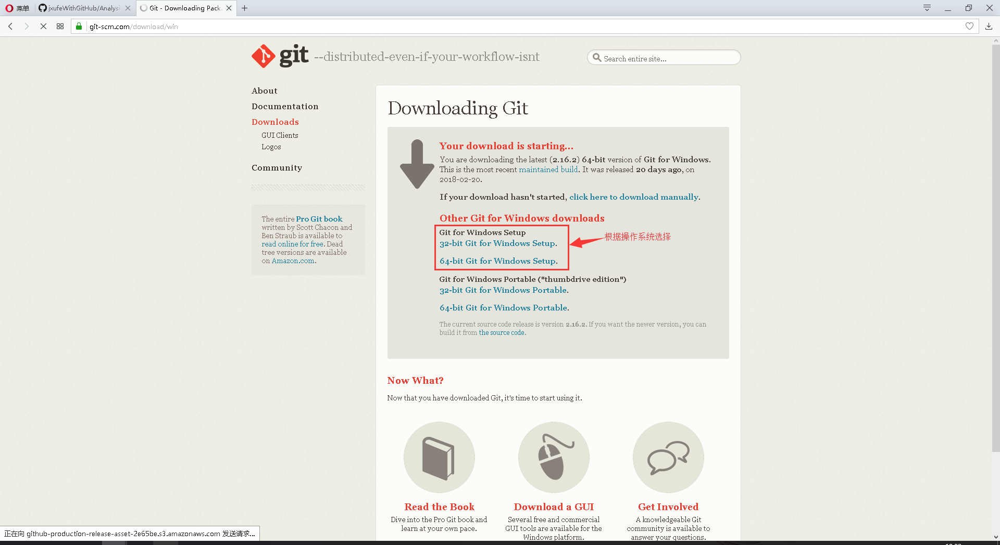 菜单
jxufeWithGitHub/Analysi
Git - Downloading Pack
git-scm.com/download/win
git --distributed-even-if-your-workflow-isnt
Search entire site...
About
Documentation
Downloads
GUI Clients
Logos
Community
The entire Pro Git book
written by Scott Chacon and
Ben Straub is available to
read online for free. Dead
tree versions are available
on Amazon.com.
Downloading Git
Your download is starting...
You are downloading the latest (2.16.2) 64-bit version of Git for Windows.
This is the most recent maintained build. It was released 20 days ago, on
2018-02-20.
If your download hasn't started, click here to download manually.
Other Git for Windows downloads
Git for Windows Setup
32-bit Git for Windows Setup.
根据操作系统选择
64-bit Git for Windows Setup.
Git for Windows Portable ("thumbdrive edition")
32-bit Git for Windows Portable.
64-bit Git for Windows Portable.
The current source code release is version 2.16.2. If you want the newer version, you can
build it from the source code.
Now What?
Now that you have downloaded Git, it's time to start using it.
Read the Book
Dive into the Pro Git book and
learn at your own pace.
Download a GUI
Several free and commercial
GUI tools are available for the
Windows platform.
Get Involved
A knowledgeable Git
community is available to
answer your questions.
正在向 github-production-release-asset-2e65be.s3.amazonaws.com 发送请求...